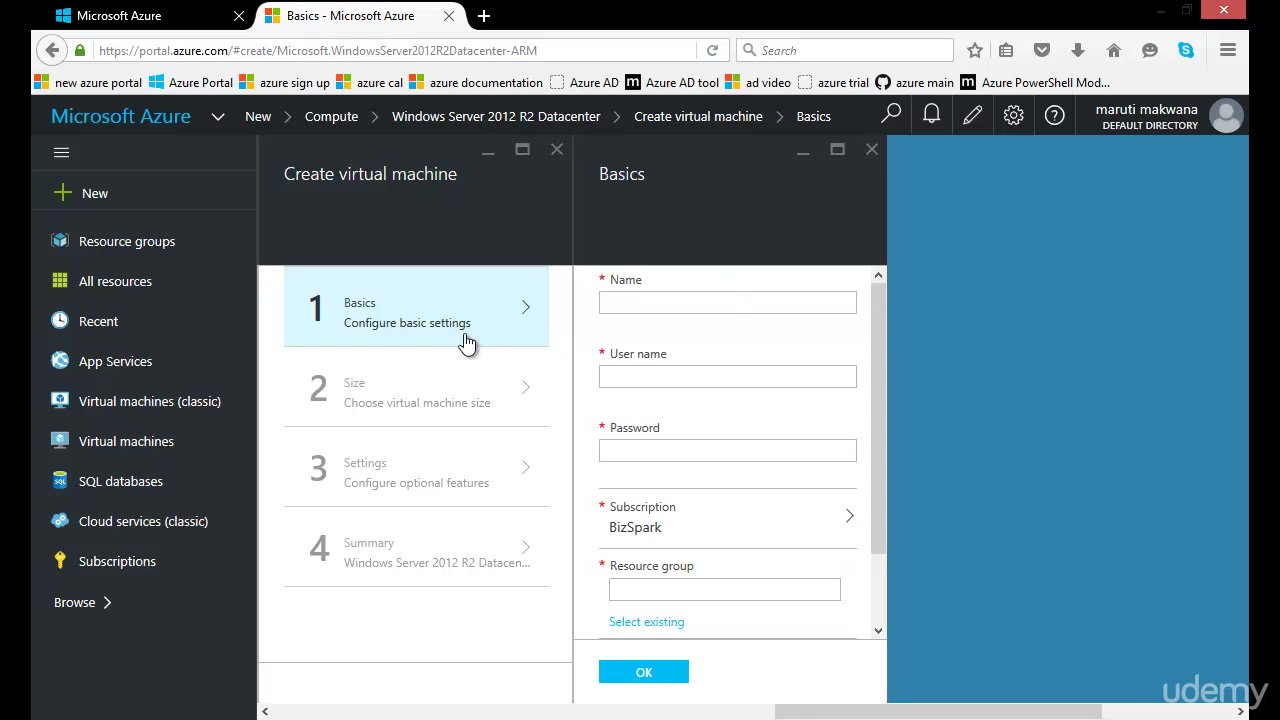 Microsoft Azure
Basics - Microsoft Azure
https://portal.azure.com/#create/Microsoft.WindowsServer2012R2Datacenter-ARM
Search
new azure portal
Azure Portal
azure sign up
azure cal
azure documentation
Azure AD
Azure AD tool
ad video
azure trial
azure main
Azure PowerShell Mod...
Microsoft Azure
New
Compute
Windows Server 2012 R2 Datacenter
Create virtual machine
Basics
maruti makwana
DEFAULT DIRECTORY
New
Resource groups
All resources
Recent
App Services
Virtual machines (classic)
Virtual machines
SQL databases
Cloud services (classic)
Subscriptions
Browse
Create virtual machine
1
Basics
Configure basic settings
2
Size
Choose virtual machine size
3
Settings
Configure optional features
4
Summary
Windows Server 2012 R2 Datacen...
Basics
* Name
* User name
* Password
* Subscription
BizSpark
* Resource group
Select existing
OK
udemy